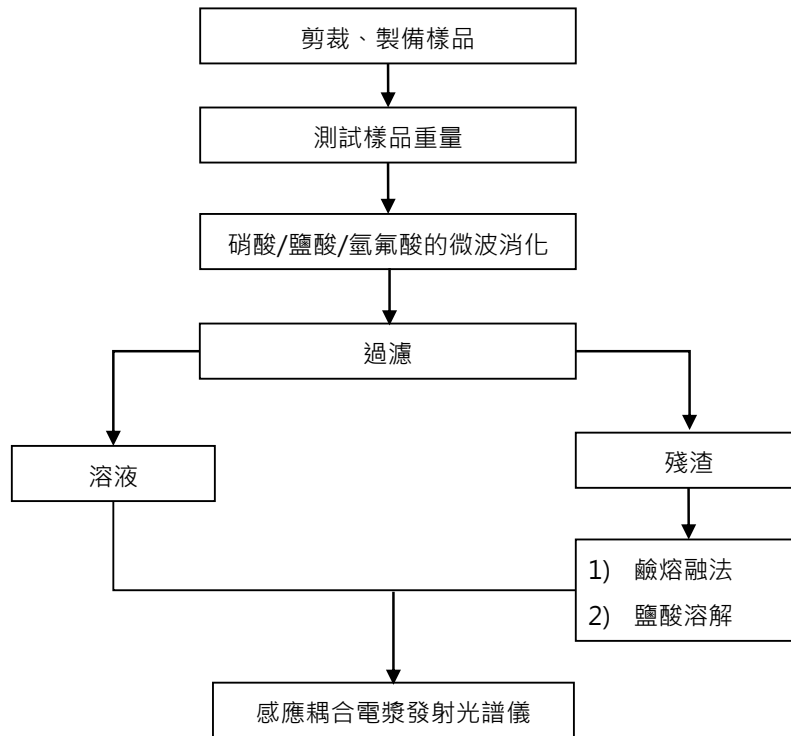 剪裁、製備樣品
測試樣品重量
硝酸/鹽酸/氫氟酸的微波消化
過濾
溶液
殘渣
1) 鹼熔融法
2) 鹽酸溶解
感應耦合電漿發射光譜儀